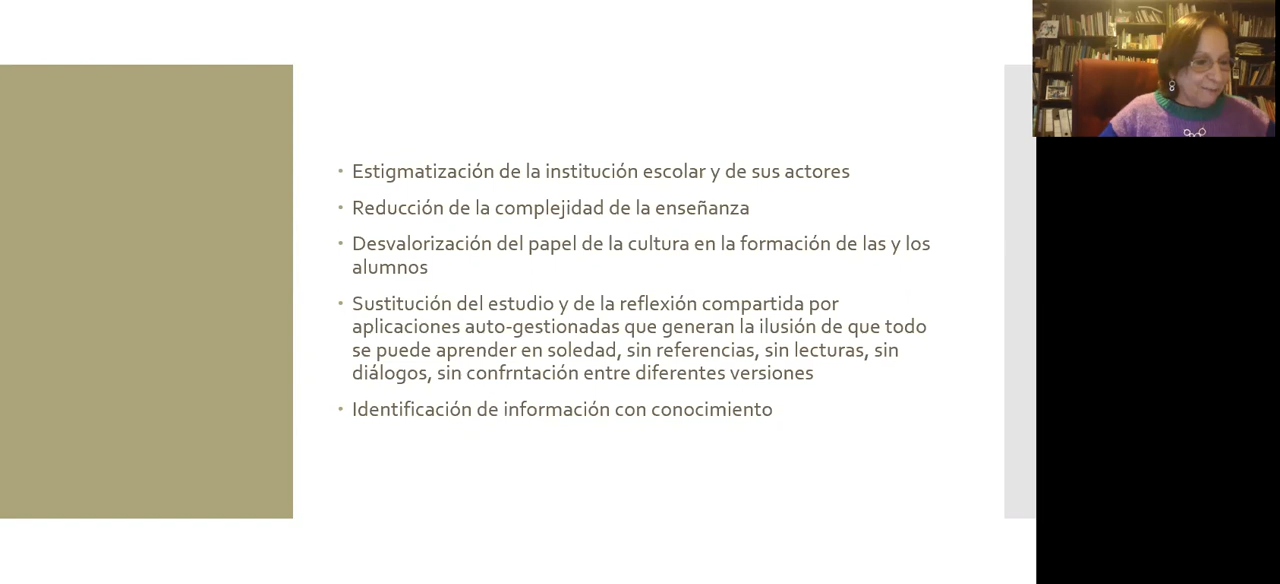 • Estigmatización de la institución escolar y de sus actores
• Reducción de la complejidad de la enseñanza
• Desvalorización del papel de la cultura en la formación de las y los
alumnos
• Sustitución del estudio y de la reflexión compartida por
aplicaciones auto-gestionadas que generan la ilusión de que todo
se puede aprender en soledad, sin referencias, sin lecturas, sin
diálogos, sin confrntación entre diferentes versiones
• Identificación de información con conocimiento